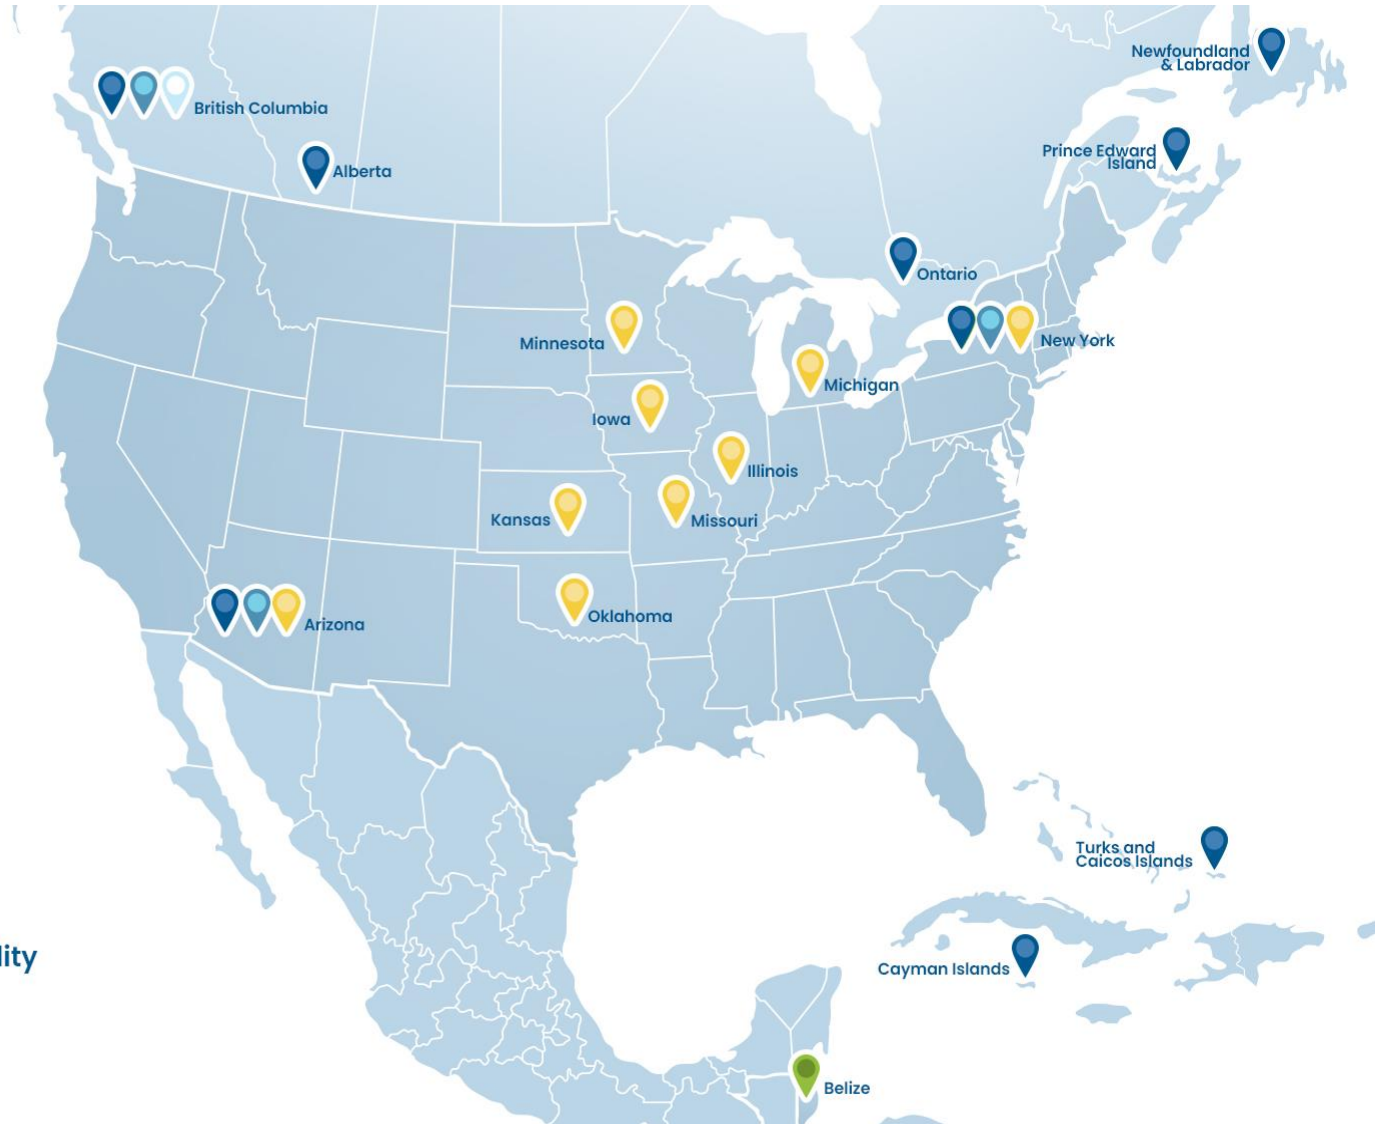 Newfoundland
& Labrador
British Columbia
Prince Edward
Island
Alberta
Ontario
Minnesota
New York
Michigan
Iowa
Illinois
Kansas
Missouri
Oklahoma
Arizona
Turks and
Caicos Islands
lity
Cayman Islands
Belize